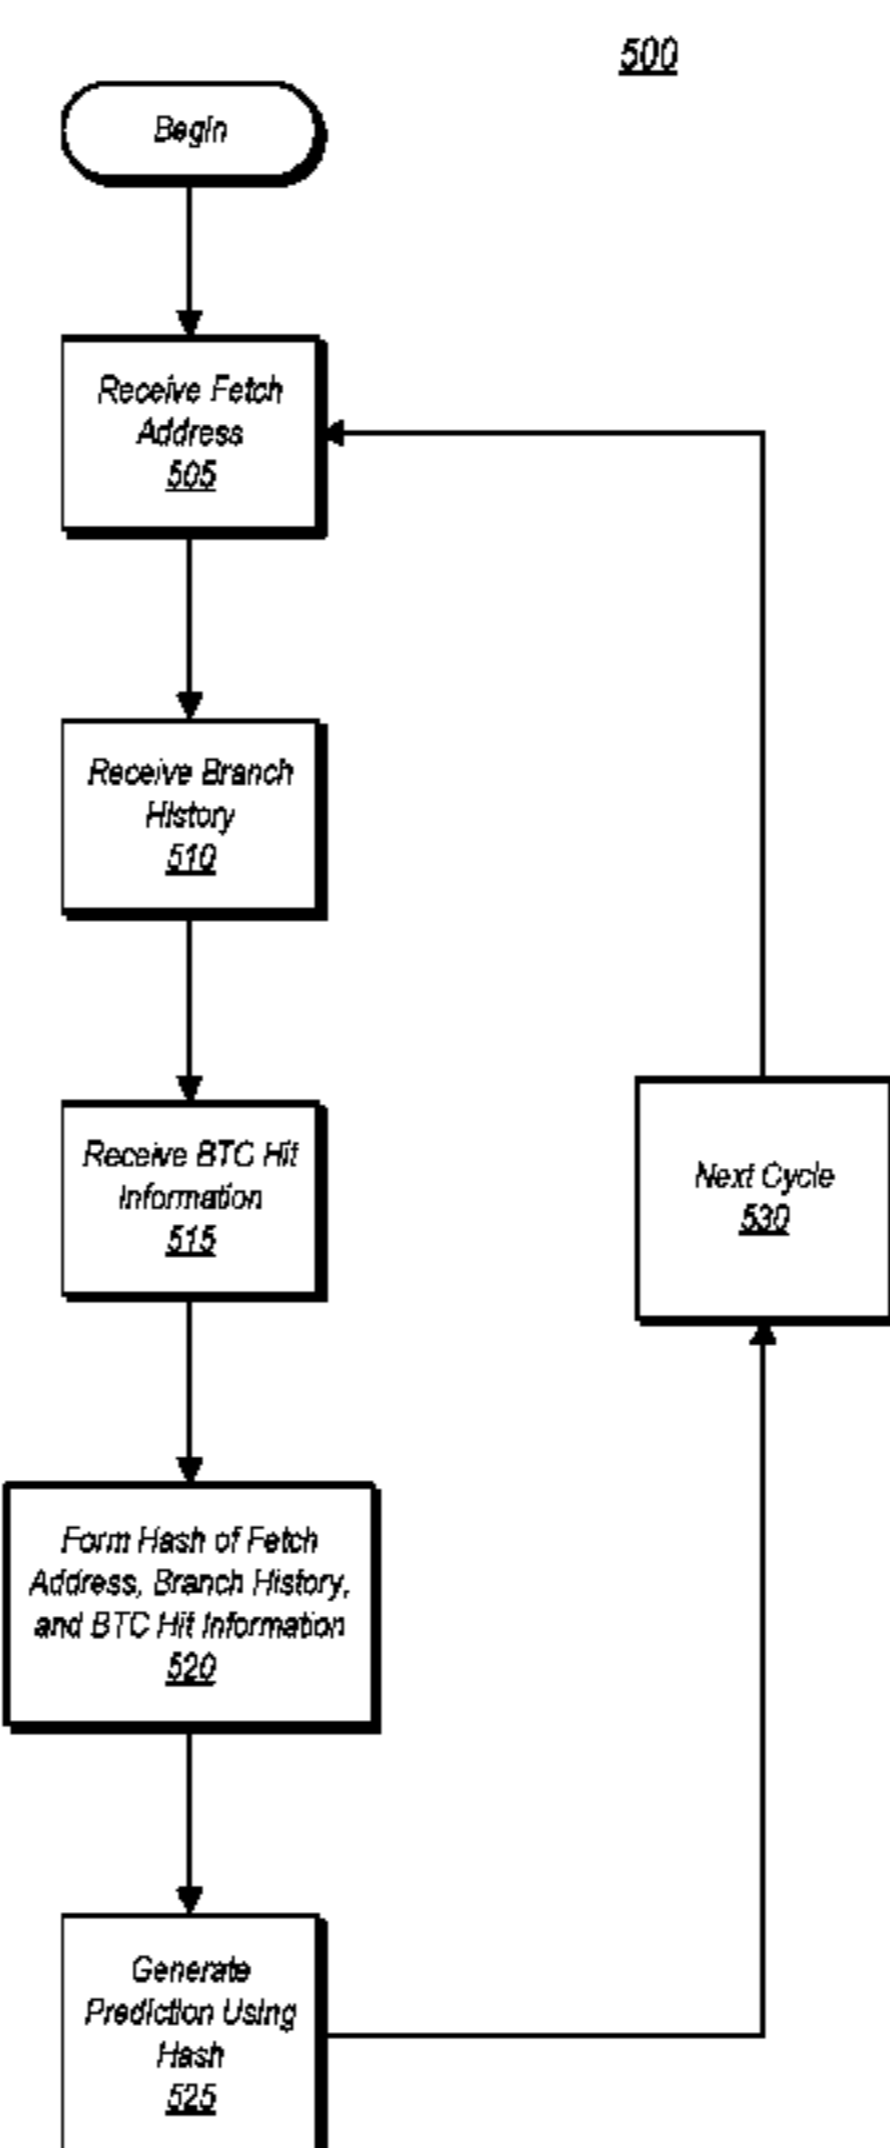 500
Begin
Receive Fetch
Address
505
Receive Branch
History
510
Receive BTC Hit
Information
515
Next Cycle
530
Form Hash of Fetch
Address, Branch History,
and BTC Hit Information
520
Generate
Prediction Using
Hash
525